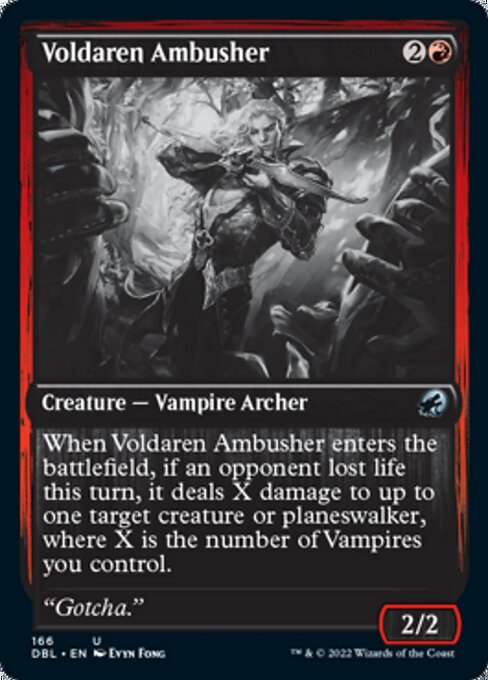 Voldaren Ambusher 2
Creature — Vampire Archer
When Voldaren Ambusher enters the
battlefield, if an opponent lost life
this turn, it deals X damage to up to
one target creature or planeswalker,
where X is the number of Vampires
you control.
“Gotcha.”
2/2
166 U
DBL • EN Evyn Fong
™ & © 2022 Wizards of the Coast